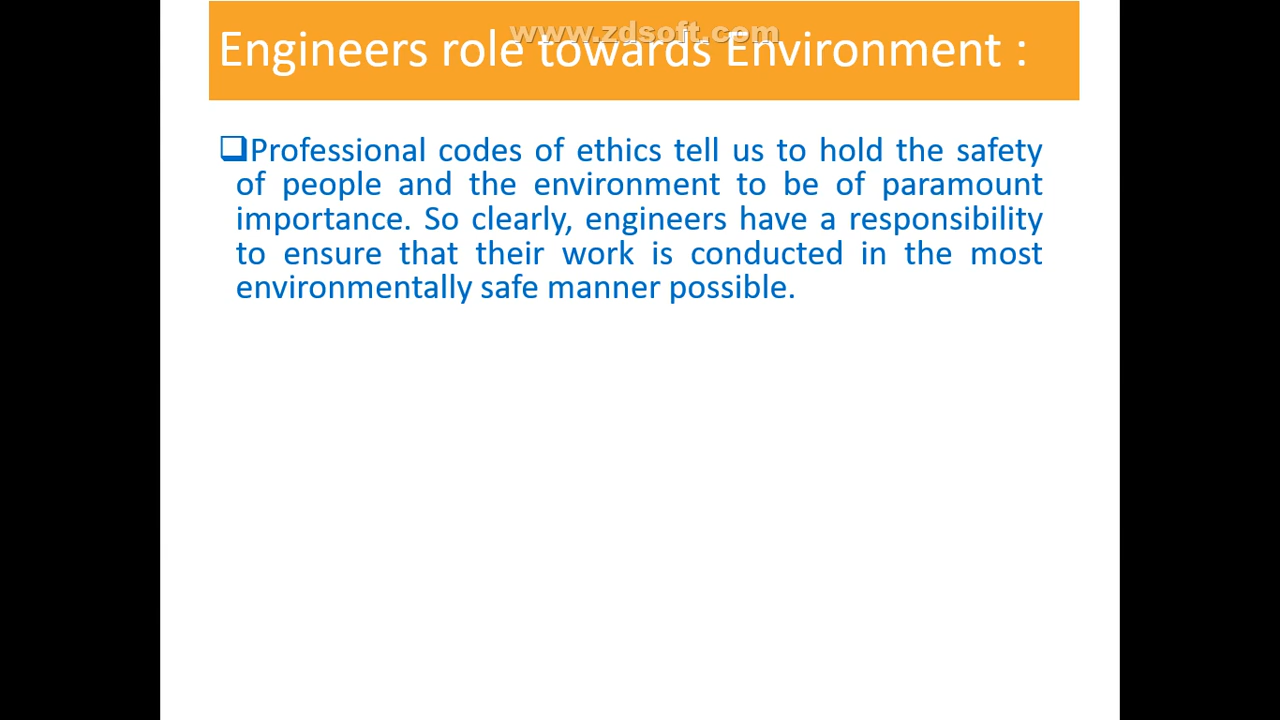 www.zdsoft.com
Engineers role towards Environment :
❑Professional codes of ethics tell us to hold the safety
of people and the environment to be of paramount
importance. So clearly, engineers have a responsibility
to ensure that their work is conducted in the most
environmentally safe manner possible.